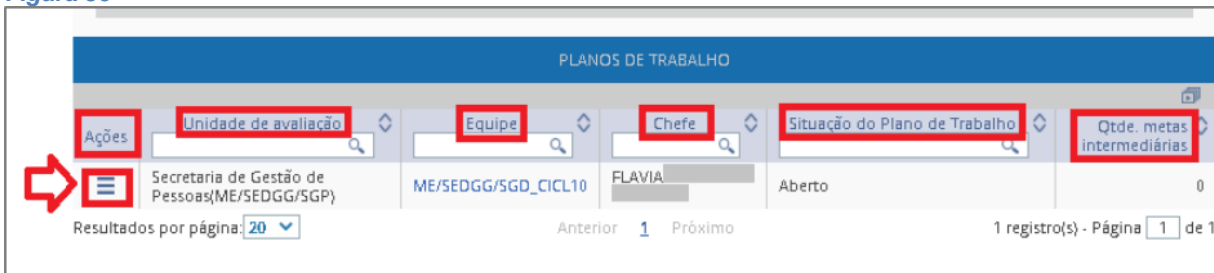 PLANOS DE TRABALHO
Ações
Unidade de avaliação
Equipe
Chefe
Situação do Plano de Trabalho
Qtde. metas
intermediárias
Secretaria de Gestão de
Pessoas(ME/SEDGG/SGP)
ME/SEDGG/SGD_CICL10
FLAVIA
Aberto
0
Resultados por página: 20
Anterior 1 Próximo
1 registro(s) - Página 1 de 1